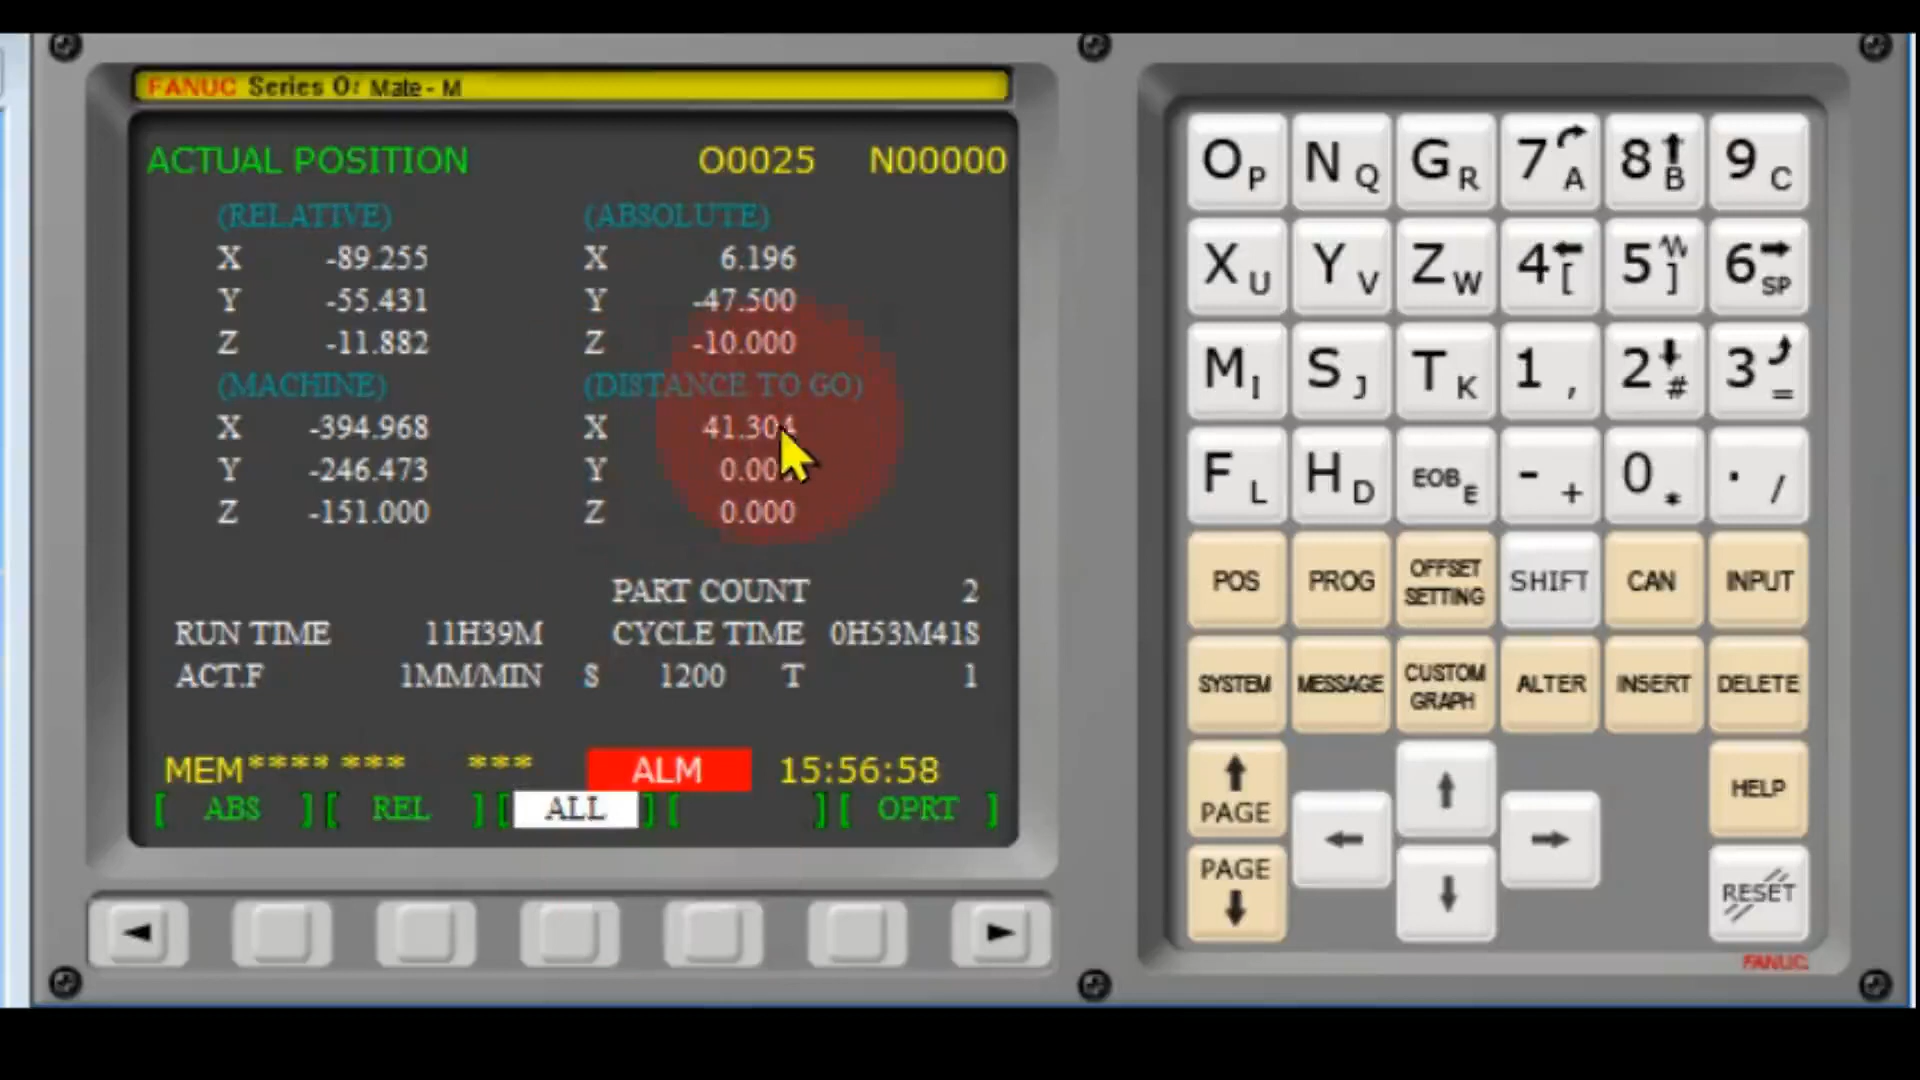 FANUC Series 0i Mate - M
ACTUAL POSITION O0025 N00000
(RELATIVE) (ABSOLUTE)
X -89.255 X 6.196
Y -55.431 Y -47.500
Z -11.882 Z -10.000
(MACHINE) (DISTANCE TO GO)
X -394.968 X 41.304
Y -246.473 Y 0.00
Z -151.000 Z 0.000
PART COUNT 2
RUN TIME 11H39M CYCLE TIME 0H53M41S
ACT.F 1MM/MIN S 1200 T 1
MEM**** *** *** ALM 15:56:58
[ ABS ][ REL ][ ALL ][ ][ OPRT ]
OP NQ GR 7A 8B 9C
XU YV ZW 4[ 5] 6SP
MI SJ TK 1, 2# 3=
FL HD EOBE -+ 0* ./
POS PROG OFFSET SETTING SHIFT CAN INPUT
SYSTEM MESSAGE CUSTOM GRAPH ALTER INSERT DELETE
PAGE HELP
PAGE RESET
FANUC